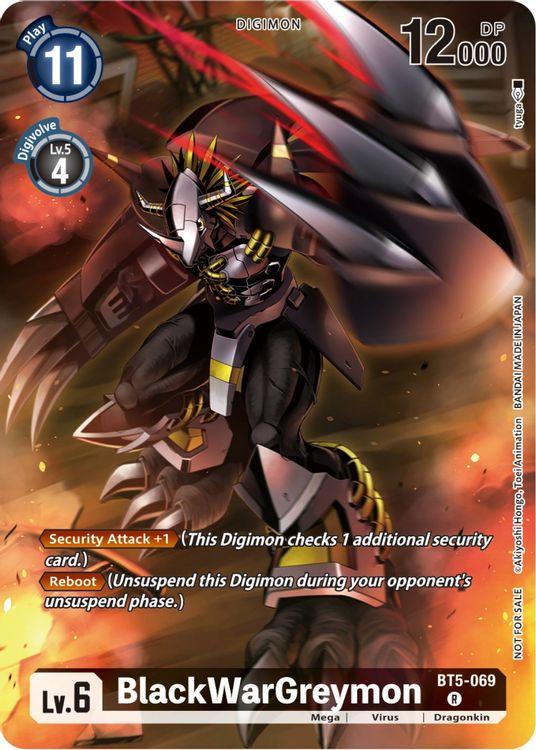 DIGIMON
Play
11
12000
DP
Digivolve
Lv.5
4
tyuga
Security Attack +1 (This Digimon checks 1 additional security
card.)
Reboot (Unsuspend this Digimon during your opponent's
unsuspend phase.)
NOT FOR SALE ©Akiyoshi Hongo, Toei Animation BANDAI MADE IN JAPAN
Lv.6
BlackWarGreymon
BT5-069
R
Mega | Virus | Dragonkin